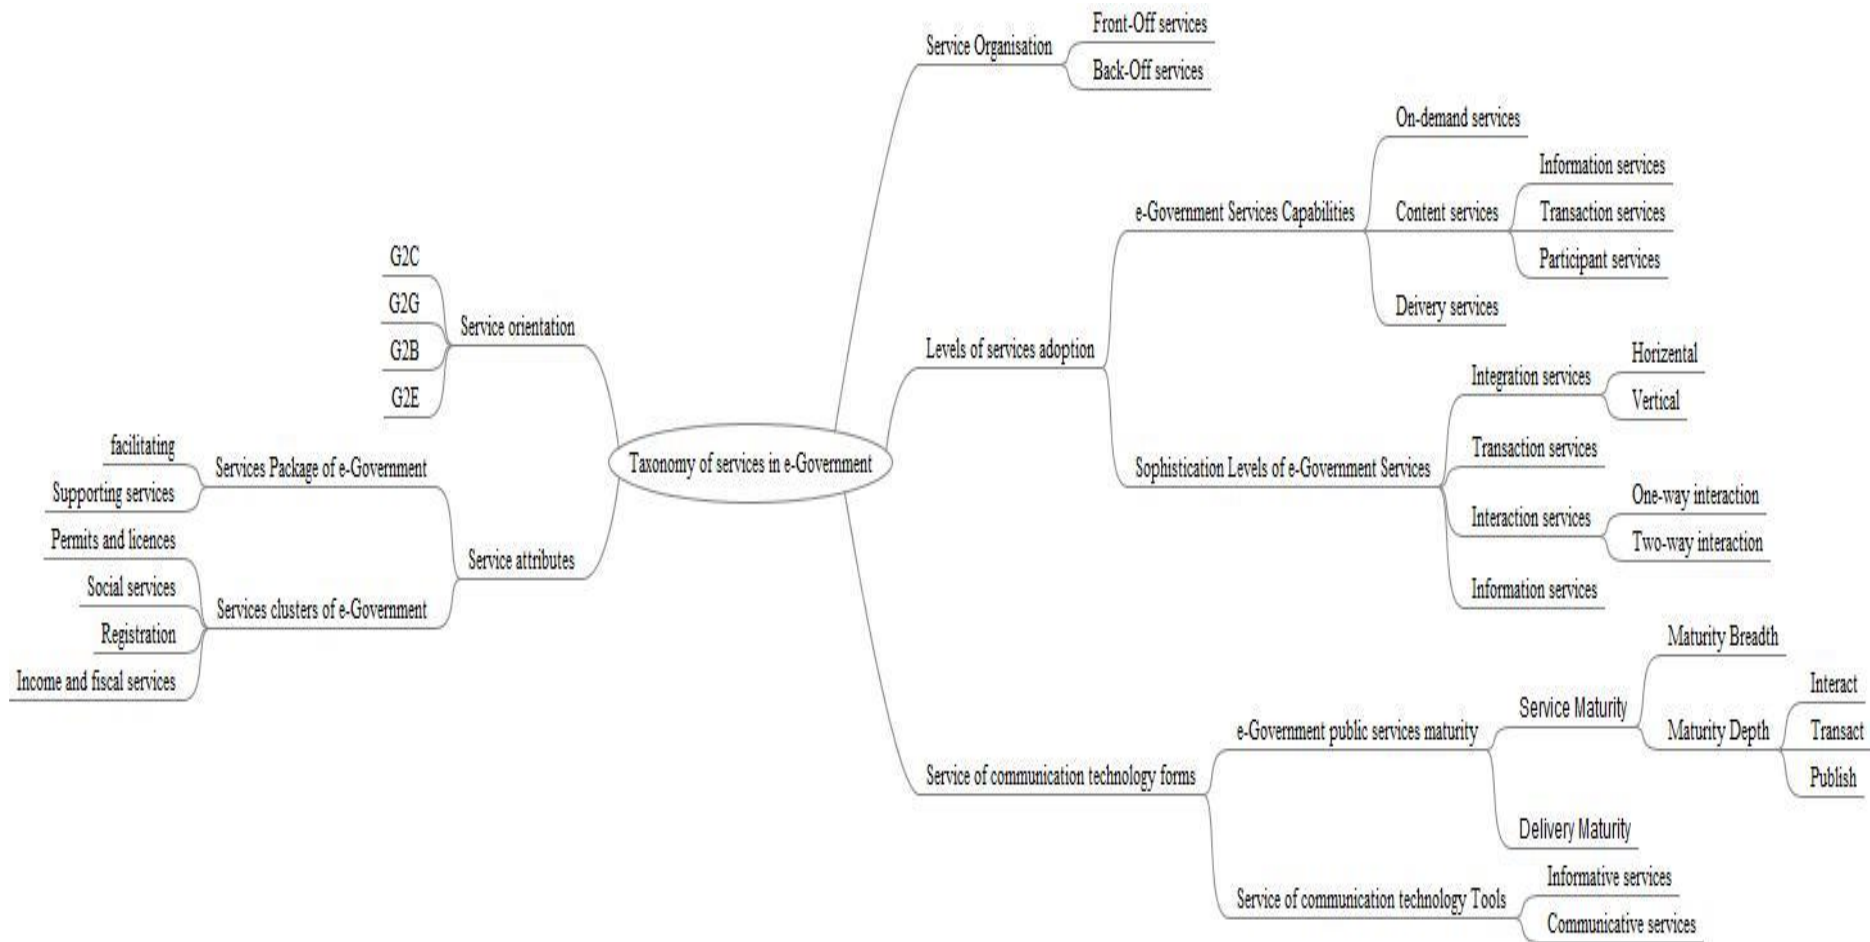 Taxonomy of services in e-Government
Service Organisation
Front-Off services
Back-Off services
Levels of services adoption
e-Government Services Capabilities
On-demand services
Content services
Information services
Transaction services
Participant services
Deivery services
Sophistication Levels of e-Government Services
Integration services
Horizental
Vertical
Transaction services
Interaction services
One-way interaction
Two-way interaction
Information services
Service of communication technology forms
e-Government public services maturity
Service Maturity
Maturity Breadth
Maturity Depth
Interact
Transact
Publish
Delivery Maturity
Service of communication technology Tools
Informative services
Communicative services
Service orientation
G2C
G2G
G2B
G2E
Service attributes
Services Package of e-Government
facilitating
Supporting services
Services clusters of e-Government
Permits and licences
Social services
Registration
Income and fiscal services